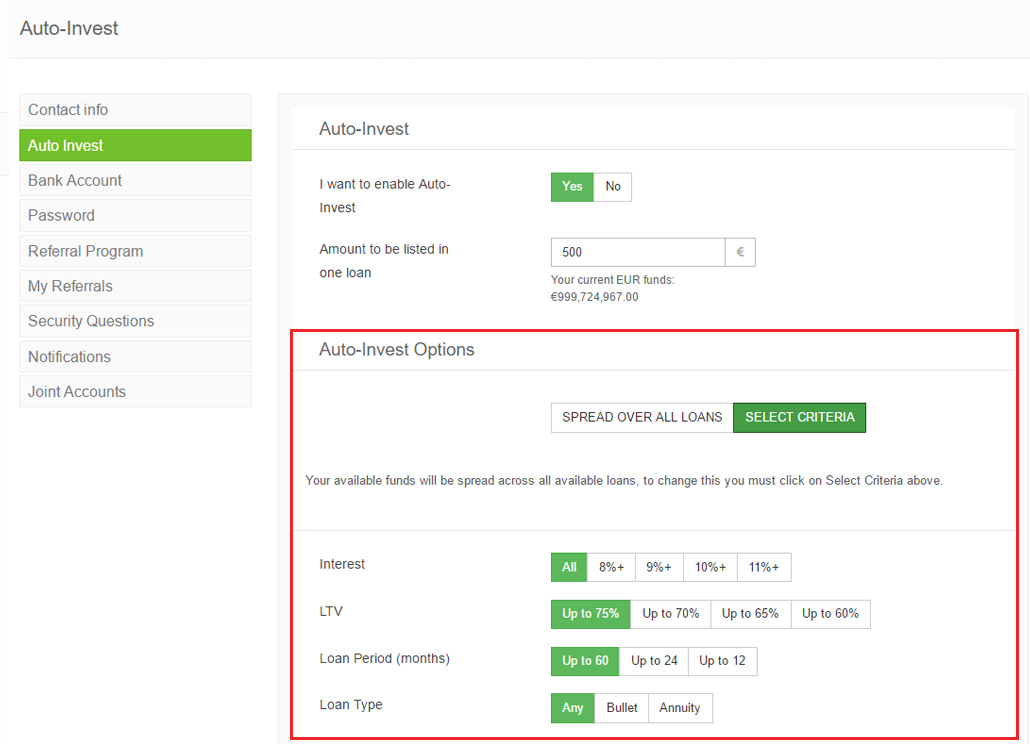 Auto-Invest
Contact info
Auto Invest
Bank Account
Password
Referral Program
My Referrals
Security Questions
Notifications
Joint Accounts
Auto-Invest
I want to enable Auto-
Invest
Yes No
Amount to be listed in
one loan
500 €
Your current EUR funds:
€999,724,967.00
Auto-Invest Options
SPREAD OVER ALL LOANS SELECT CRITERIA
Your available funds will be spread across all available loans, to change this you must click on Select Criteria above.
Interest All 8%+ 9%+ 10%+ 11%+
LTV Up to 75% Up to 70% Up to 65% Up to 60%
Loan Period (months) Up to 60 Up to 24 Up to 12
Loan Type Any Bullet Annuity